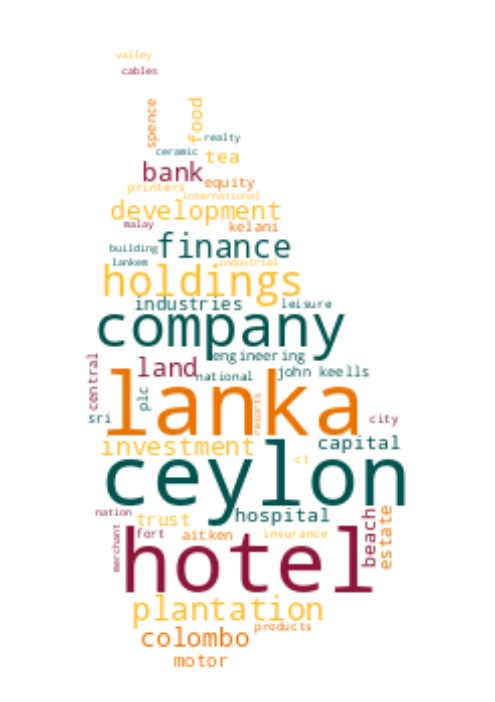 valley
cables
spence
food
realty
ceramic
tea
bank
equity
printers
international
development
malay
kelani
building
finance
lankem
industrial
holdings
industries
leisure
company
engineering
central
land
national
john keells
plc
lanka
resorts
sri
city
investment
capital
ceylon
ct
nation
trust
hospital
beach
estate
merchant
fort
aitken
insurance
hotel
plantation
products
colombo
motor